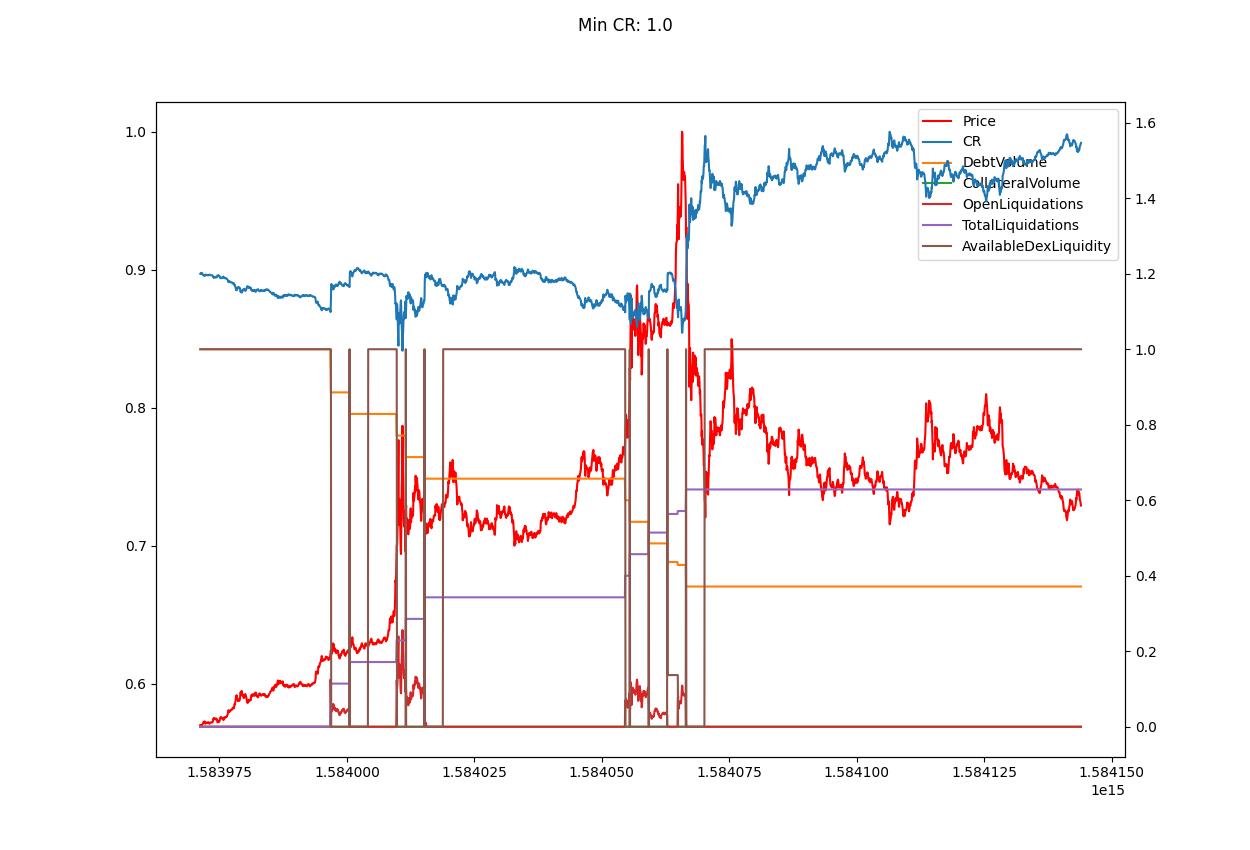 Min CR: 1.0
1.0
0.9
0.8
0.7
0.6
1.6
1.4
1.2
1.0
0.8
0.6
0.4
0.2
0.0
Price
CR
DebtVolume
CollateralVolume
OpenLiquidations
TotalLiquidations
AvailableDexLiquidity
1.583975 1.584000 1.584025 1.584050 1.584075 1.584100 1.584125 1.584150
1e15